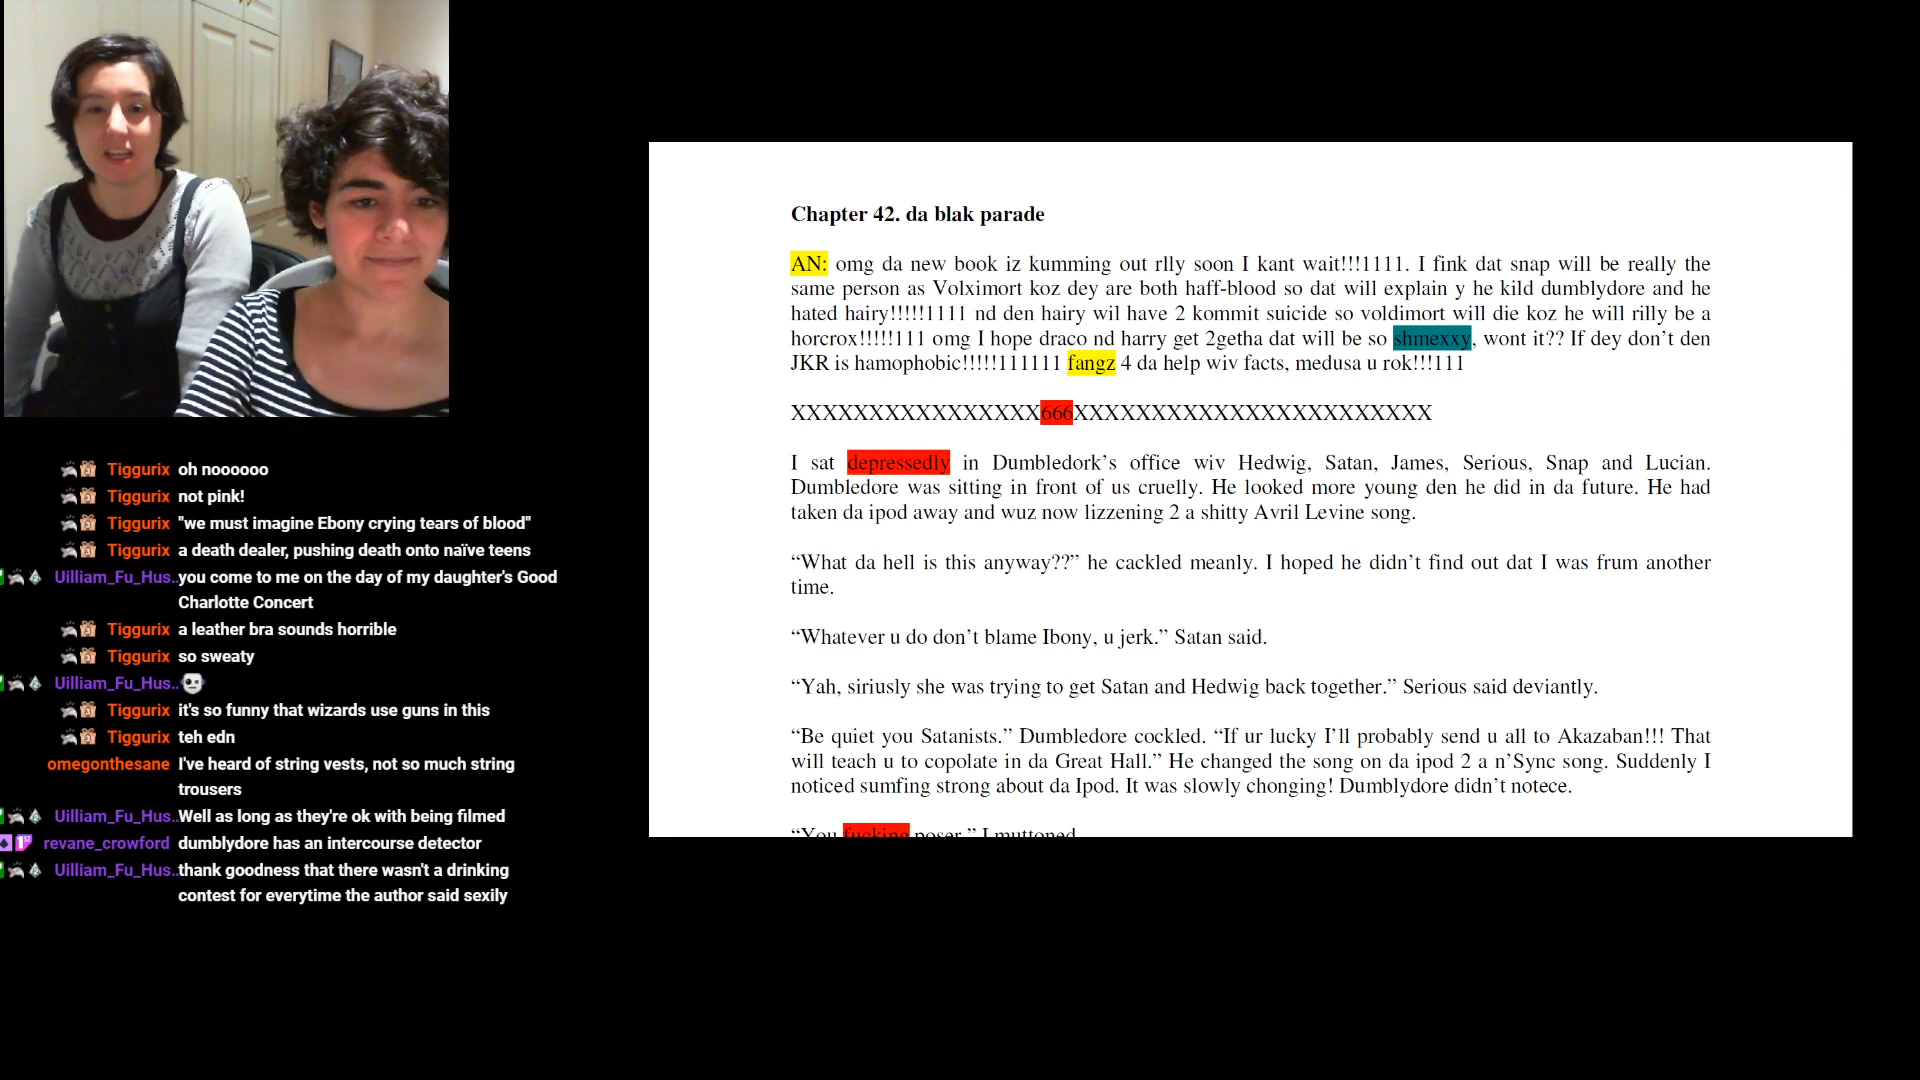 Tiggurix oh noooooo
Tiggurix not pink!
Tiggurix "we must imagine Ebony crying tears of blood"
Tiggurix a death dealer, pushing death onto naïve teens
Uilliam_Fu_Hus.. you come to me on the day of my daughter's Good
Charlotte Concert
Tiggurix a leather bra sounds horrible
Tiggurix so sweaty
Uilliam_Fu_Hus..
Tiggurix it's so funny that wizards use guns in this
Tiggurix teh edn
omegonthesane I've heard of string vests, not so much string
trousers
Uilliam_Fu_Hus.. Well as long as they're ok with being filmed
revane_crowford dumblydore has an intercourse detector
Uilliam_Fu_Hus.. thank goodness that there wasn't a drinking
contest for everytime the author said sexily
Chapter 42. da blak parade
AN: omg da new book iz kumming out rlly soon I kant wait!!!1111. I fink dat snap will be really the
same person as Volximort koz dey are both haff-blood so dat will explain y he kild dumblydore and he
hated hairy!!!!!1111 nd den hairy wil have 2 kommit suicide so voldimort will die koz he will rilly be a
horcrox!!!!!111 omg I hope draco nd harry get 2getha dat will be so shmexxy, wont it?? If dey don't den
JKR is hamophobic!!!!!111111 fangz 4 da help wiv facts, medusa u rok!!!111
XXXXXXXXXXXXXXXX666XXXXXXXXXXXXXXXXXXXXXXX
I sat depressedly in Dumbledork's office wiv Hedwig, Satan, James, Serious, Snap and Lucian.
Dumbledore was sitting in front of us cruelly. He looked more young den he did in da future. He had
taken da ipod away and wuz now lizzening 2 a shitty Avril Levine song.
“What da hell is this anyway??” he cackled meanly. I hoped he didn't find out dat I was frum another
time.
“Whatever u do don't blame Ibony, u jerk.” Satan said.
“Yah, siriusly she was trying to get Satan and Hedwig back together.” Serious said deviantly.
“Be quiet you Satanists.” Dumbledore cockled. “If ur lucky I'll probably send u all to Akazaban!!! That
will teach u to copolate in da Great Hall.” He changed the song on da ipod 2 a n'Sync song. Suddenly I
noticed sumfing strong about da Ipod. It was slowly chonging! Dumblydore didn't notece.
“You fucking poser.” I muttoned